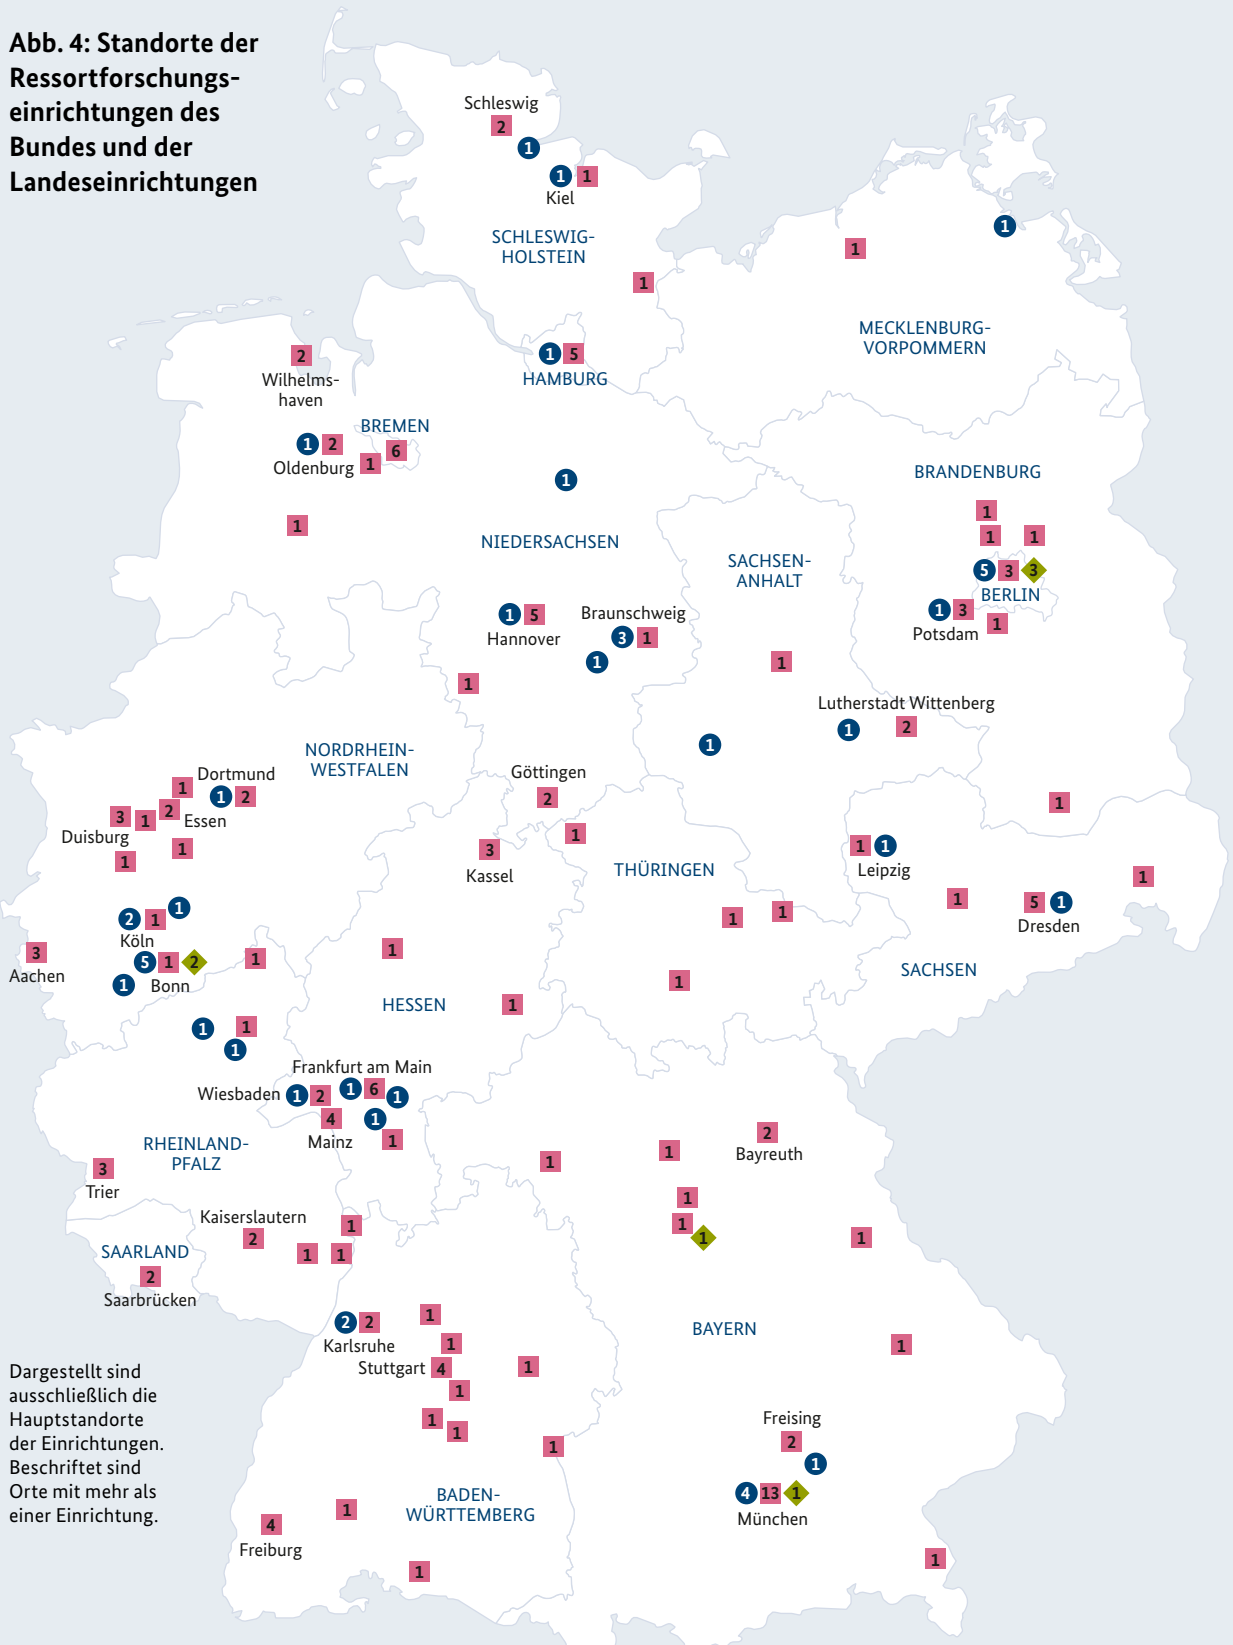 Abb. 4: Standorte der
Ressortforschungs-
einrichtungen des
Bundes und der
Landeseinrichtungen
Schleswig
2
1
1 1
Kiel
SCHLESWIG-
HOLSTEIN
1
1
1
MECKLENBURG-
VORPOMMERN
1 5
HAMBURG
2
Wilhelms-
haven
BREMEN
1 2
6
Oldenburg
1
1
1
NIEDERSACHSEN
BRANDENBURG
1
1 1
SACHSEN-
ANHALT
5 3 3
BERLIN
1 3
Potsdam
1
1 5
Hannover
Braunschweig
3 1
1
1
1
Lutherstadt Wittenberg
1 2
1
NORDRHEIN-
WESTFALEN
Dortmund
1
1 2
3 1 2
Essen
Duisburg
1
1
Göttingen
2
1
3
Kassel
THÜRINGEN
1
1 1
Leipzig
1
1
5 1
Dresden
SACHSEN
1 1
1
1
2 1
Köln
3
Aachen
5 1 2
Bonn
1
1
1
HESSEN
1
1 1
1
Frankfurt am Main
Wiesbaden 1 2
1 6 1
4
Mainz
1
1
RHEINLAND-
PFALZ
3
Trier
Kaiserslautern
2
1
1 1
SAARLAND
2
Saarbrücken
2
Bayreuth
1
1
1
1
1
1
BAYERN
1
2 2
Karlsruhe
1
1
Stuttgart 4
1
1
1
1
1
Dargestellt sind
ausschließlich die
Hauptstandorte
der Einrichtungen.
Beschriftet sind
Orte mit mehr als
einer Einrichtung.
Freising
2
1
4 13 1
München
BADEN-
WÜRTTEMBERG
1
4
Freiburg
1
1